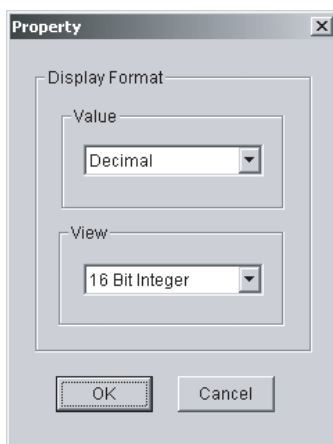 Property
Display Format
Value
Decimal
View
16 Bit Integer
OK Cancel